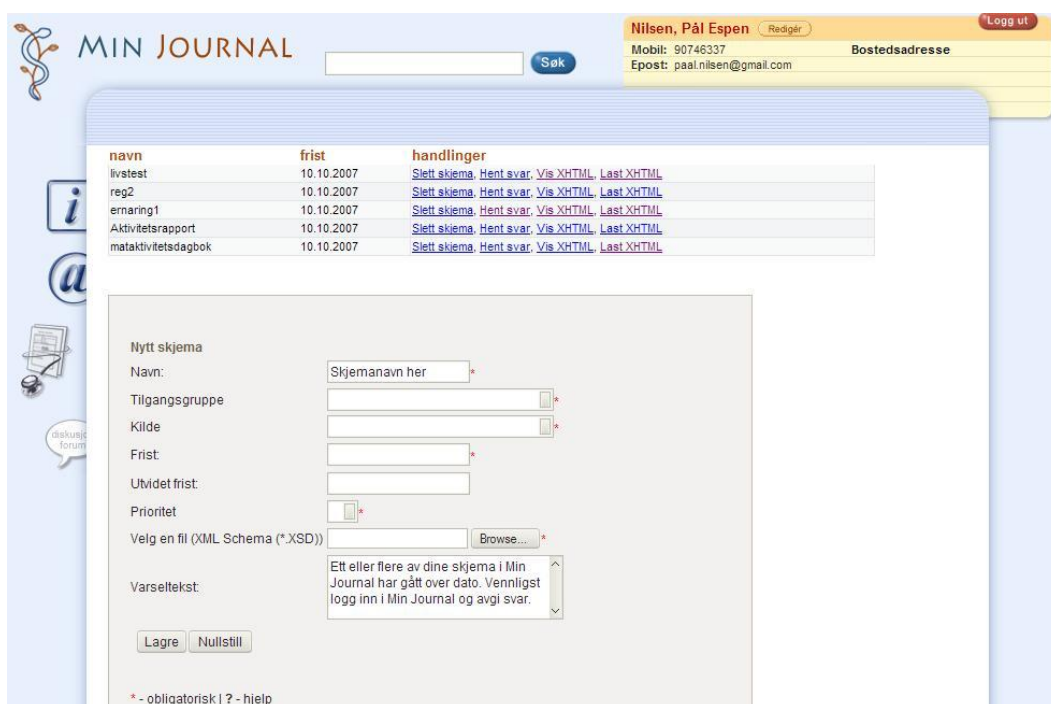 MIN JOURNAL
Søk
Nilsen, Pål Espen Redigér
Logg ut
Mobil: 90746337 Bostedsadresse
Epost: paal.nilsen@gmail.com
navn frist handlinger
livstest 10.10.2007 Slett skjema, Hent svar, Vis XHTML, Last XHTML
reg2 10.10.2007 Slett skjema, Hent svar, Vis XHTML, Last XHTML
ernaring1 10.10.2007 Slett skjema, Hent svar, Vis XHTML, Last XHTML
Aktivitetsrapport 10.10.2007 Slett skjema, Hent svar, Vis XHTML, Last XHTML
mataktivitetsdagbok 10.10.2007 Slett skjema, Hent svar, Vis XHTML, Last XHTML
i
@
diskusjo
forum
Nytt skjema
Navn: Skjemanavn her *
Tilgangsgruppe *
Kilde *
Frist: *
Utvidet frist:
Prioritet *
Velg en fil (XML Schema (*.XSD)) Browse... *
Varseltekst:
Ett eller flere av dine skjema i Min
Journal har gått over dato. Vennligst
logg inn i Min Journal og avgi svar.
Lagre Nullstill
* - obligatorisk | ? - hjelp